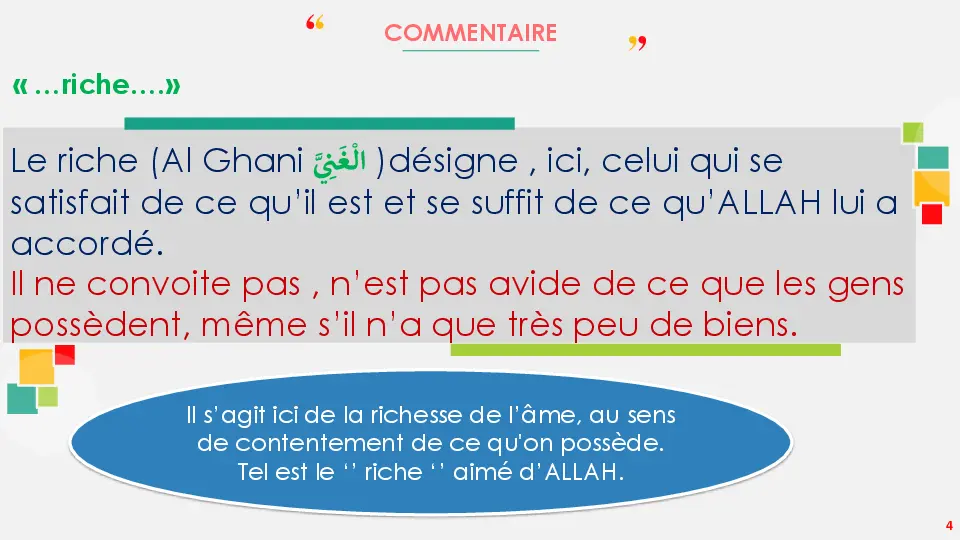 “ COMMENTAIRE ”
« …riche….»
Le riche (Al Ghani الْغَنِيَّ )désigne , ici, celui qui se
satisfait de ce qu’il est et se suffit de ce qu’ALLAH lui a
accordé.
Il ne convoite pas , n’est pas avide de ce que les gens
possèdent, même s’il n’a que très peu de biens.
Il s’agit ici de la richesse de l’âme, au sens
de contentement de ce qu'on possède.
Tel est le ‘’ riche ‘’ aimé d’ALLAH.
4